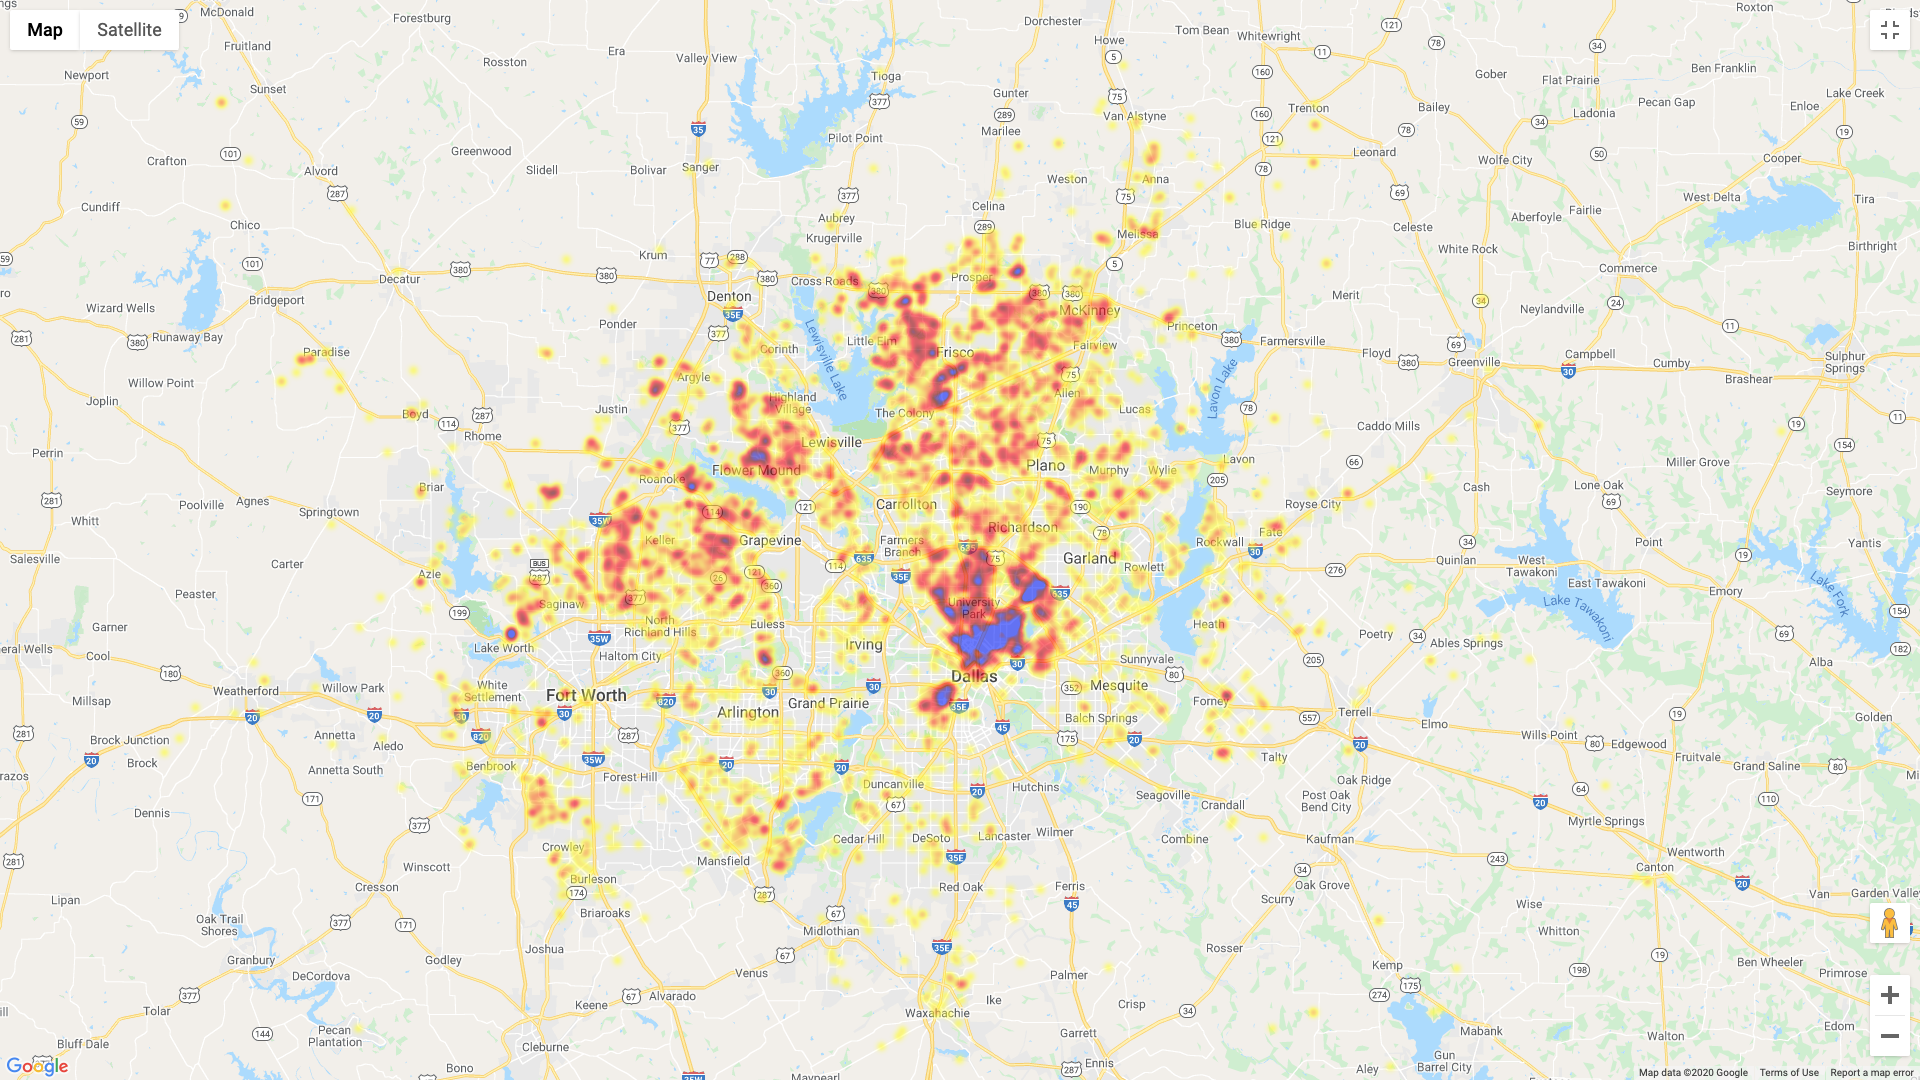 Map Satellite
McDonald
Forestburg
Dorchester
Roxton
Fruitland
Era
Howe
Tom Bean
Whitewright
Valley View
Rosston
Newport
Sunset
Tioga
Gunter
Gober
Flat Prairie
Ben Franklin
Pecan Gap
Lake Creek
Enloe
Trenton
Bailey
Ladonia
Van Alstyne
Marilee
Pilot Point
Crafton
Alvord
Greenwood
Slidell
Bolivar
Sanger
Leonard
Wolfe City
Cooper
Weston
Anna
Cundiff
Chico
Aubrey
Celina
Krugerville
Melissa
Blue Ridge
Celeste
Aberfoyle
Fairlie
West Delta
Tira
White Rock
Birthright
Krum
Decatur
Cross Roads
Prosper
Commerce
Bridgeport
Denton
McKinney
Merit
Neylandville
Wizard Wells
Ponder
Princeton
Runaway Bay
Corinth
Little Elm
Frisco
Fairview
Farmersville
Floyd
Greenville
Campbell
Cumby
Sulphur Springs
Paradise
Willow Point
Argyle
Lewisville Lake
Allen
Lavon Lake
Brashear
Joplin
Boyd
Justin
Highland Village
The Colony
Lucas
Caddo Mills
Rhome
Lewisville
Perrin
Flower Mound
Plano
Murphy
Wylie
Lavon
Miller Grove
Briar
Roanoke
Cash
Lone Oak
Seymore
Poolville
Agnes
Springtown
Carrollton
Royse City
Whitt
Richardson
Keller
Grapevine
Farmers Branch
Garland
Rockwall
Fate
Point
Yantis
Salesville
Carter
Azie
Rowlett
Quinlan
West Tawakoni
East Tawakoni
Lake Fork
Peaster
Saginaw
University Park
Emory
Lake Tawakoni
Garner
North Richland Hills
Euless
Heath
Poetry
Ables Springs
eral Wells
Cool
Lake Worth
Haltom City
Irving
Sunnyvale
Alba
Weatherford
Willow Park
White Settlement
Fort Worth
Dallas
Mesquite
Millsap
Arlington
Grand Prairie
Forney
Terrell
Elmo
Golden
Balch Springs
Brock Junction
Annetta
Aledo
Wills Point
Edgewood
Brock
Annetta South
Benbrook
Forest Hill
Talty
Fruitvale
Grand Saline
Duncanville
Hutchins
Seagoville
Oak Ridge
Post Oak Bend City
Crandall
Dennis
Cedar Hill
DeSoto
Lancaster
Wilmer
Combine
Kaufman
Myrtle Springs
Crowley
Mansfield
Winscott
Wentworth
Canton
Cresson
Burleson
Red Oak
Ferris
Oak Grove
Scurry
Van
Garden Valley
Lipan
Briaroaks
Wise
Oak Trail Shores
Midlothian
Whitton
Joshua
Rosser
Granbury
Godley
Kemp
Ben Wheeler
Primrose
DeCordova
Venus
Palmer
Tolar
Keene
Alvarado
Ike
Crisp
Waxahachie
Mabank
Edom
Pecan Plantation
Garrett
Walton
Bluff Dale
Cleburne
Ennis
Gun Barrel City
Bono
Maypearl
Aley
Google
Map data ©2020 Google Terms of Use Report a map error